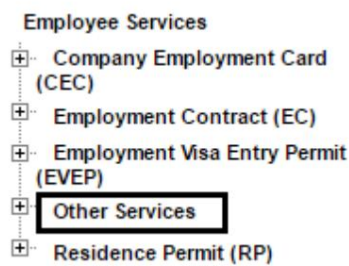 Employee Services
Company Employment Card
(CEC)
Employment Contract (EC)
Employment Visa Entry Permit
(EVEP)
Other Services
Residence Permit (RP)